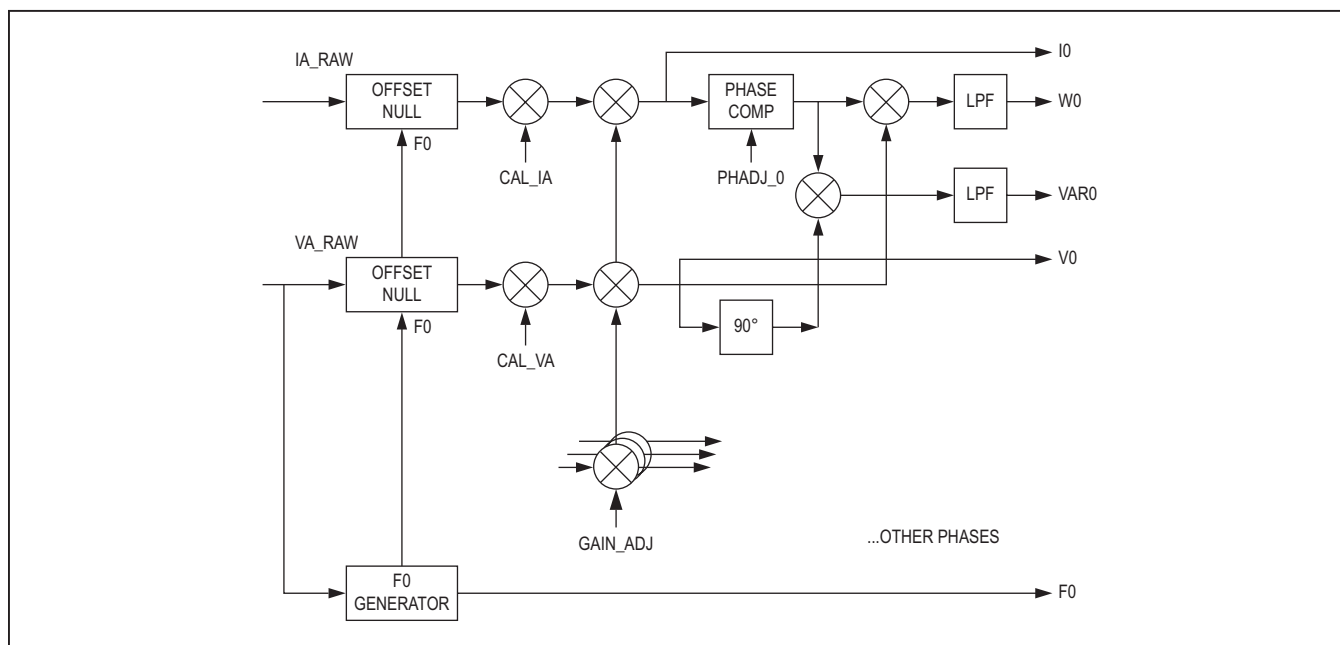 I0
IA_RAW
OFFSET
NULL
PHASE
COMP
LPF
W0
F0
CAL_IA
PHADJ_0
LPF
VAR0
VA_RAW
V0
OFFSET
NULL
F0
90°
CAL_VA
GAIN_ADJ
...OTHER PHASES
F0
GENERATOR
F0